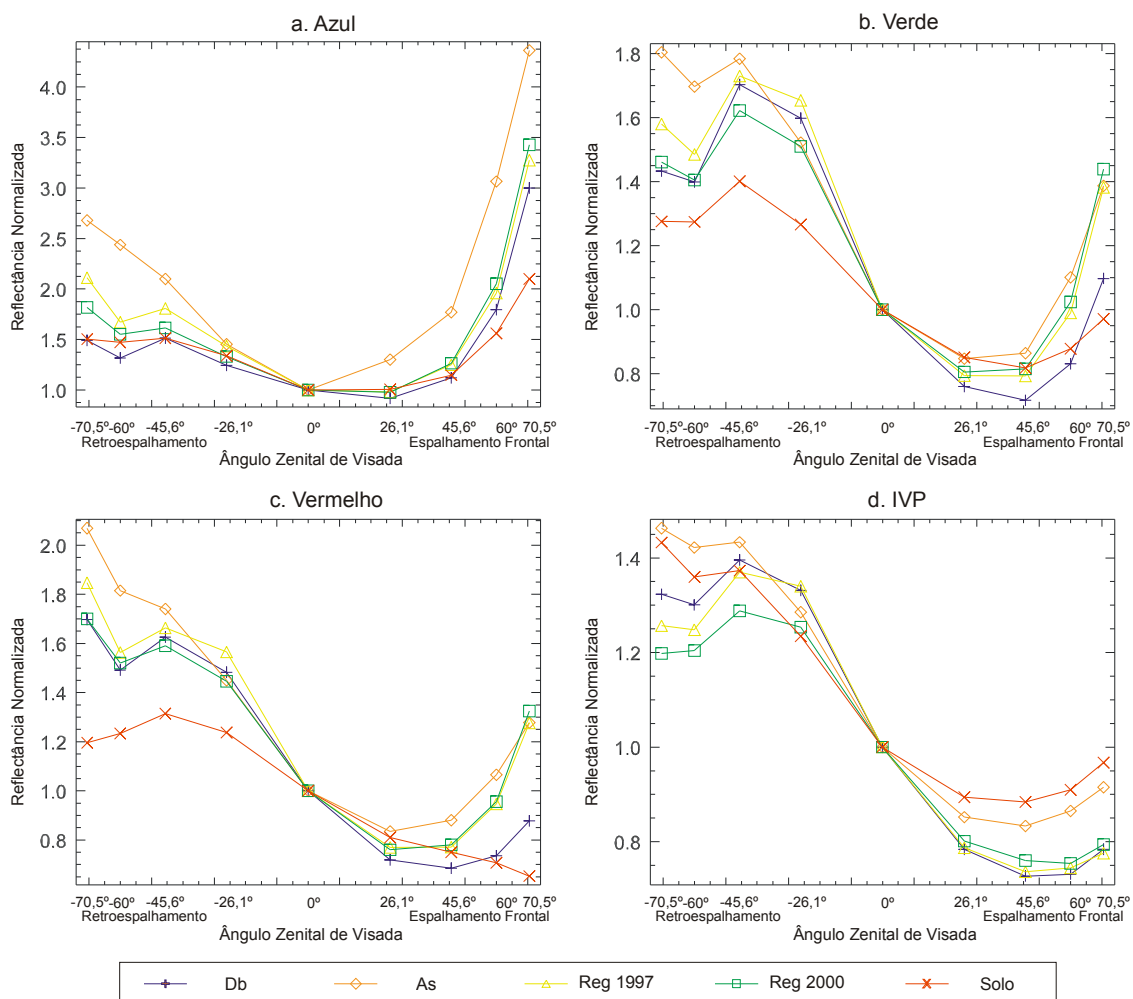 a. Azul
b. Verde
Reflectância Normalizada
4.0
3.5
3.0
2.5
2.0
1.5
1.0
-70,5º -60º -45,6º -26,1º 0º 26,1º 45,6º 60º 70,5º
Retroespalhamento Espalhamento Frontal
Ângulo Zenital de Visada
Reflectância Normalizada
1.8
1.6
1.4
1.2
1.0
0.8
-70,5º -60º -45,6º -26,1º 0º 26,1º 45,6º 60º 70,5º
Retroespalhamento Espalhamento Frontal
Ângulo Zenital de Visada
c. Vermelho
d. IVP
Reflectância Normalizada
2.0
1.8
1.6
1.4
1.2
1.0
0.8
-70,5º -60º -45,6º -26,1º 0º 26,1º 45,6º 60º 70,5º
Retroespalhamento Espalhamento Frontal
Ângulo Zenital de Visada
Reflectância Normalizada
1.4
1.2
1.0
0.8
-70,5º -60º -45,6º -26,1º 0º 26,1º 45,6º 60º 70,5º
Retroespalhamento Espalhamento Frontal
Ângulo Zenital de Visada
Db As Reg 1997 Reg 2000 Solo